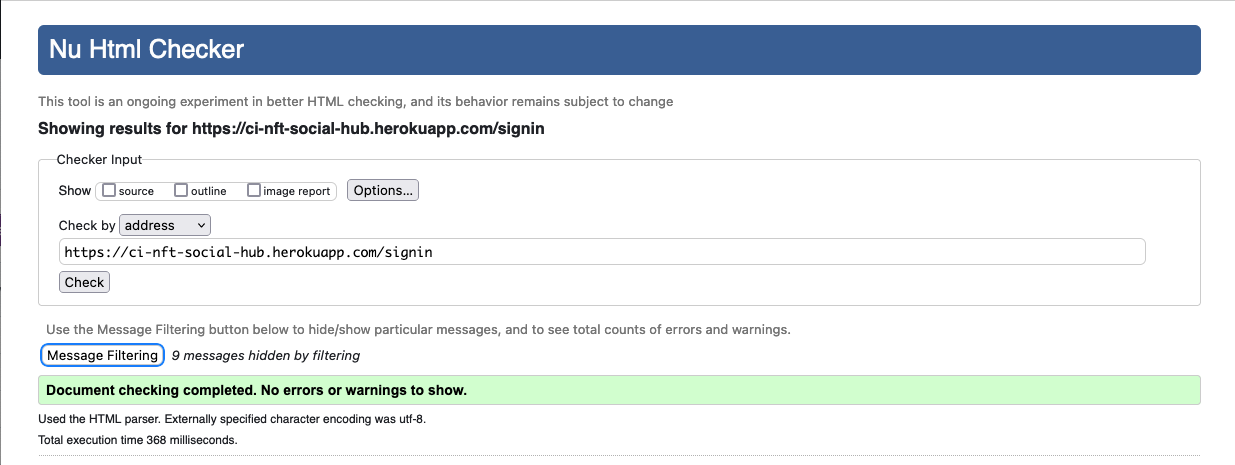 Nu Html Checker
This tool is an ongoing experiment in better HTML checking, and its behavior remains subject to change
Showing results for https://ci-nft-social-hub.herokuapp.com/signin
Checker Input
Show source outline image report Options...
Check by address
https://ci-nft-social-hub.herokuapp.com/signin
Check
Use the Message Filtering button below to hide/show particular messages, and to see total counts of errors and warnings.
Message Filtering 9 messages hidden by filtering
Document checking completed. No errors or warnings to show.
Used the HTML parser. Externally specified character encoding was utf-8.
Total execution time 368 milliseconds.